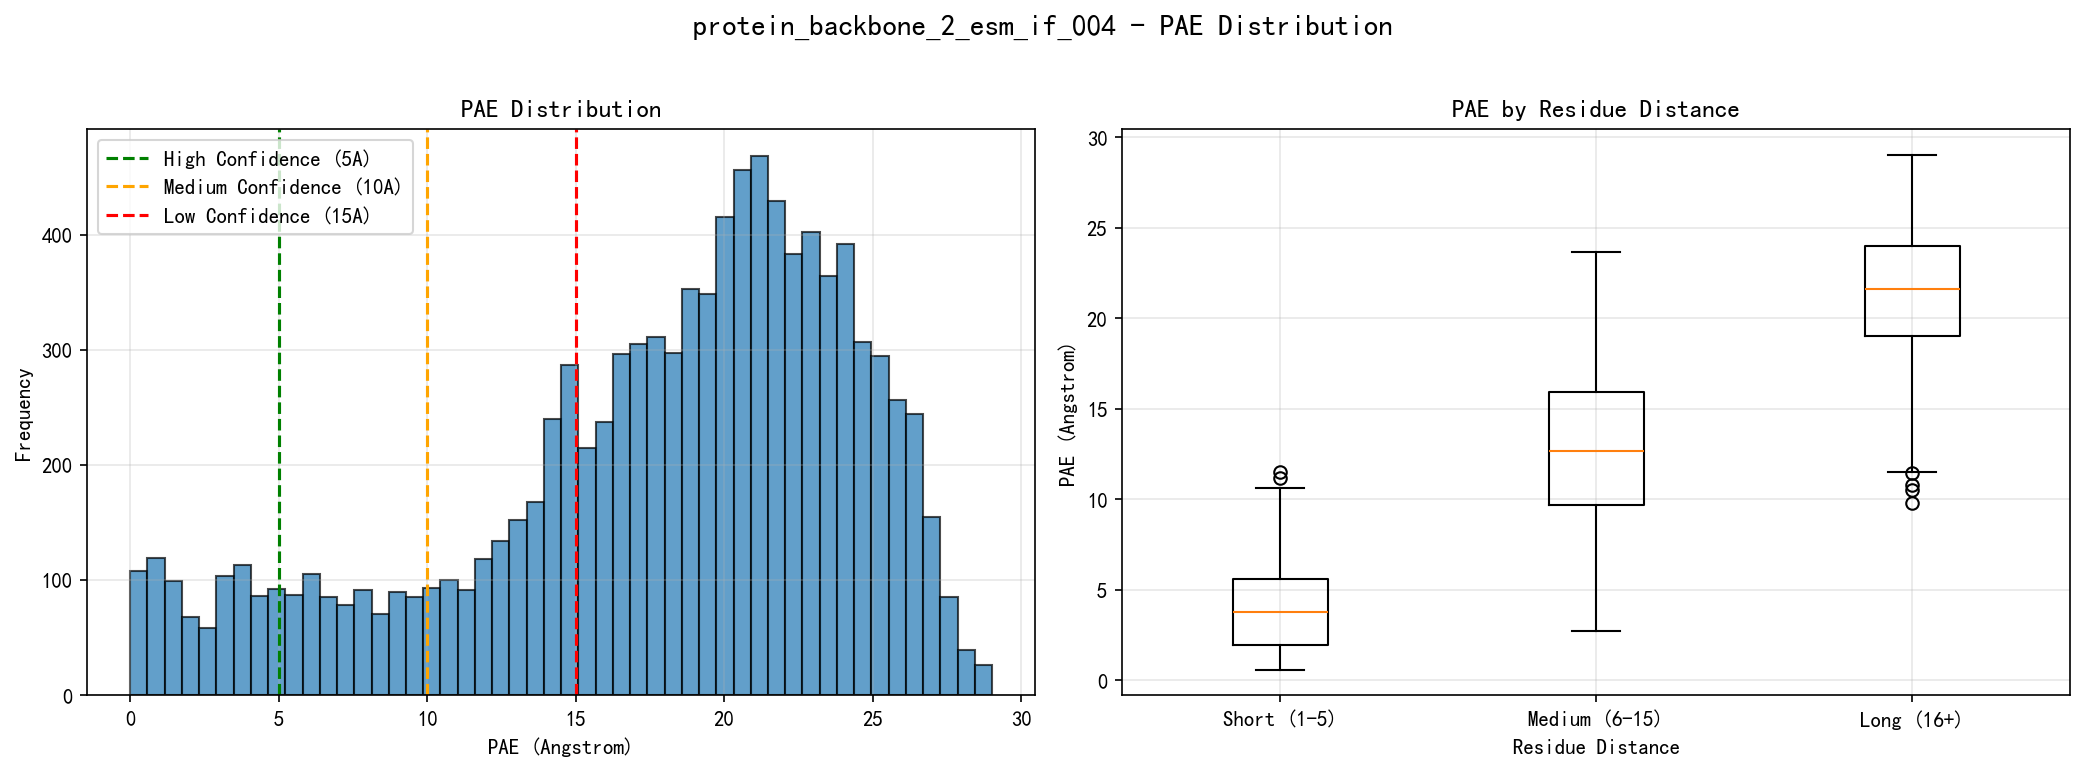 protein_backbone_2_esm_if_004 - PAE Distribution
PAE Distribution
High Confidence (5A)
Medium Confidence (10A)
Low Confidence (15A)
Frequency
400
300
200
100
0
0 5 10 15 20 25 30
PAE (Angstrom)
PAE by Residue Distance
PAE (Angstrom)
30
25
20
15
10
5
0
Short (1-5) Medium (6-15) Long (16+)
Residue Distance